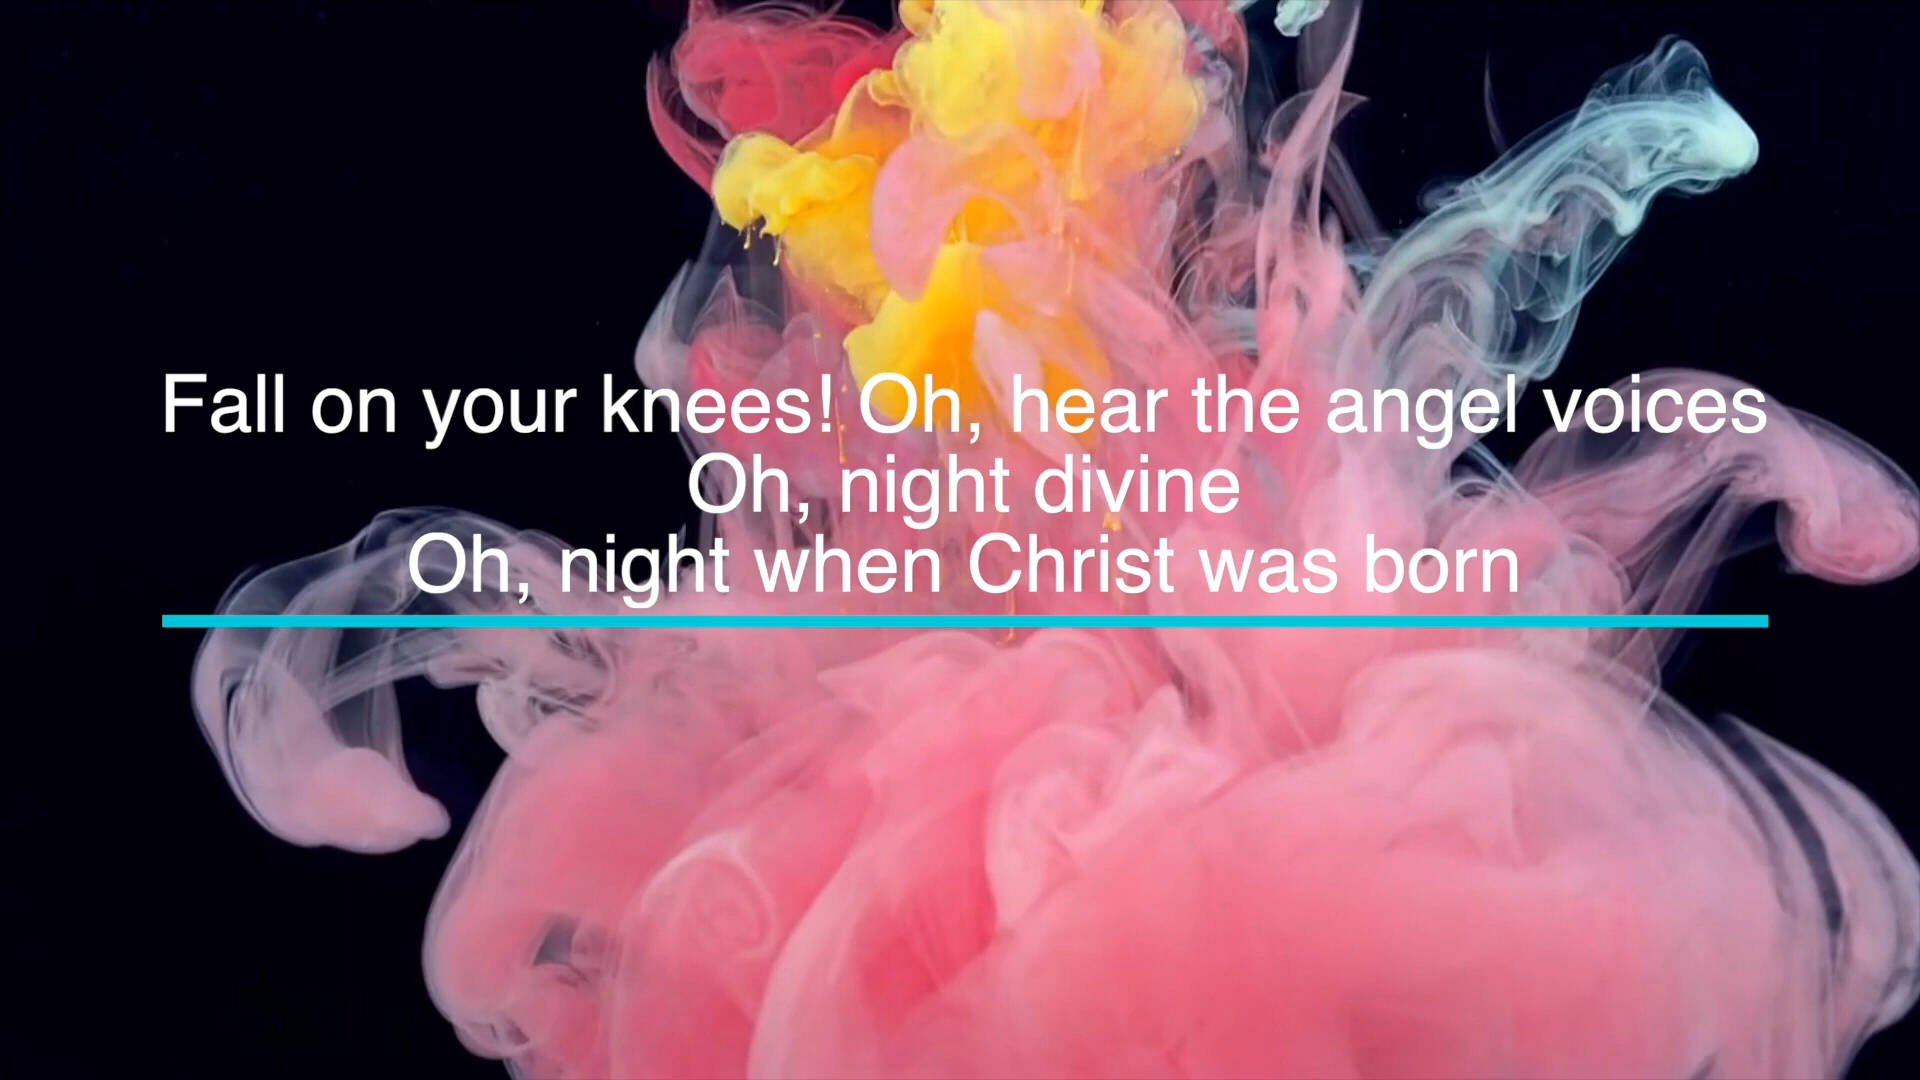 Fall on your knees! Oh, hear the angel voices
Oh, night divine
Oh, night when Christ was born